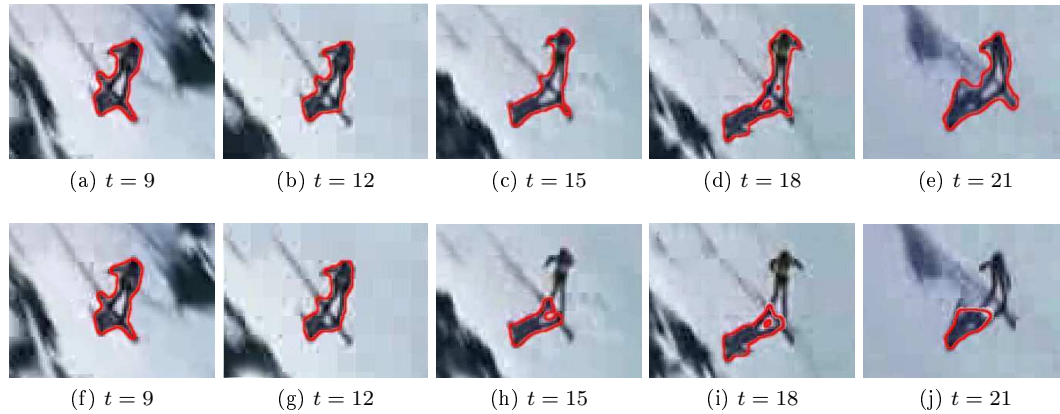 (a) t = 9
(b) t = 12
(c) t = 15
(d) t = 18
(e) t = 21
(f) t = 9
(g) t = 12
(h) t = 15
(i) t = 18
(j) t = 21